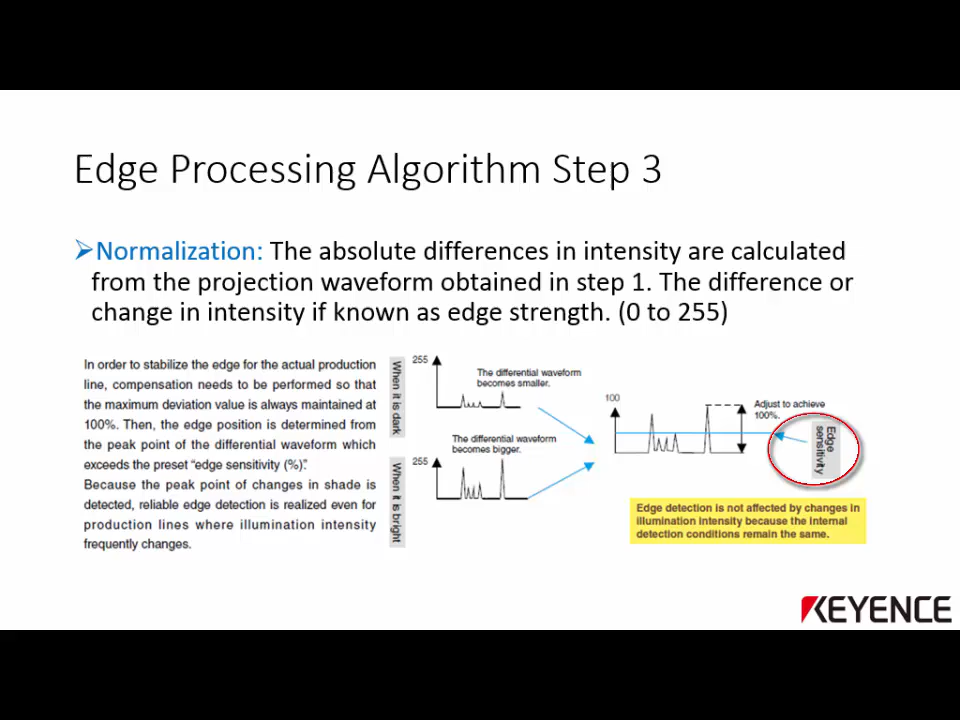 Edge Processing Algorithm Step 3
➢Normalization: The absolute differences in intensity are calculated
from the projection waveform obtained in step 1. The difference or
change in intensity if known as edge strength. (0 to 255)
In order to stabilize the edge for the actual production
line, compensation needs to be performed so that
the maximum deviation value is always maintained at
100%. Then, the edge position is determined from
the peak point of the differential waveform which
exceeds the preset "edge sensitivity (%)".
Because the peak point of changes in shade is
detected, reliable edge detection is realized even for
production lines where illumination intensity
frequently changes.
When it is dark
255
The differential waveform
becomes smaller.
When it is bright
255
The differential waveform
becomes bigger.
100
Adjust to achieve
100%.
Edge
sensitivity
Edge detection is not affected by changes in
illumination intensity because the internal
detection conditions remain the same.
KEYENCE